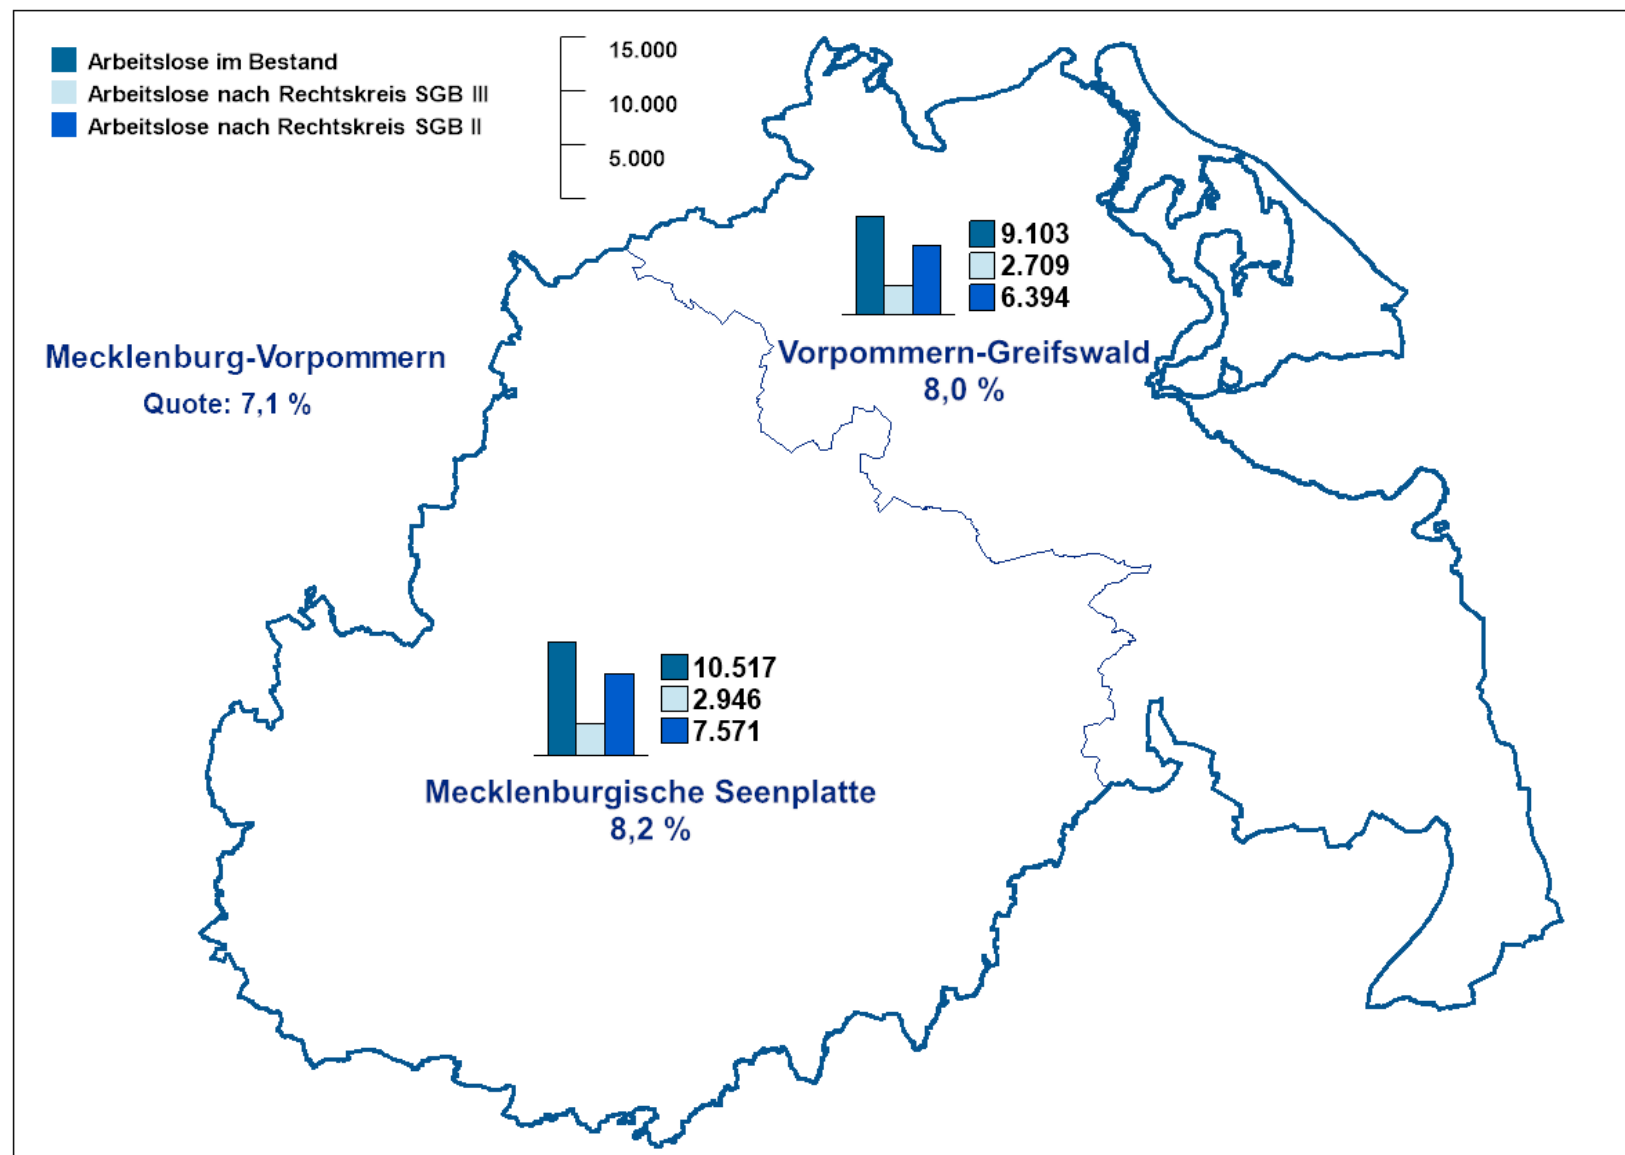 Arbeitslose im Bestand
Arbeitslose nach Rechtskreis SGB III
Arbeitslose nach Rechtskreis SGB II
15.000
10.000
5.000
9.103
2.709
6.394
Vorpommern-Greifswald
8,0 %
Mecklenburg-Vorpommern
Quote: 7,1 %
10.517
2.946
7.571
Mecklenburgische Seenplatte
8,2 %